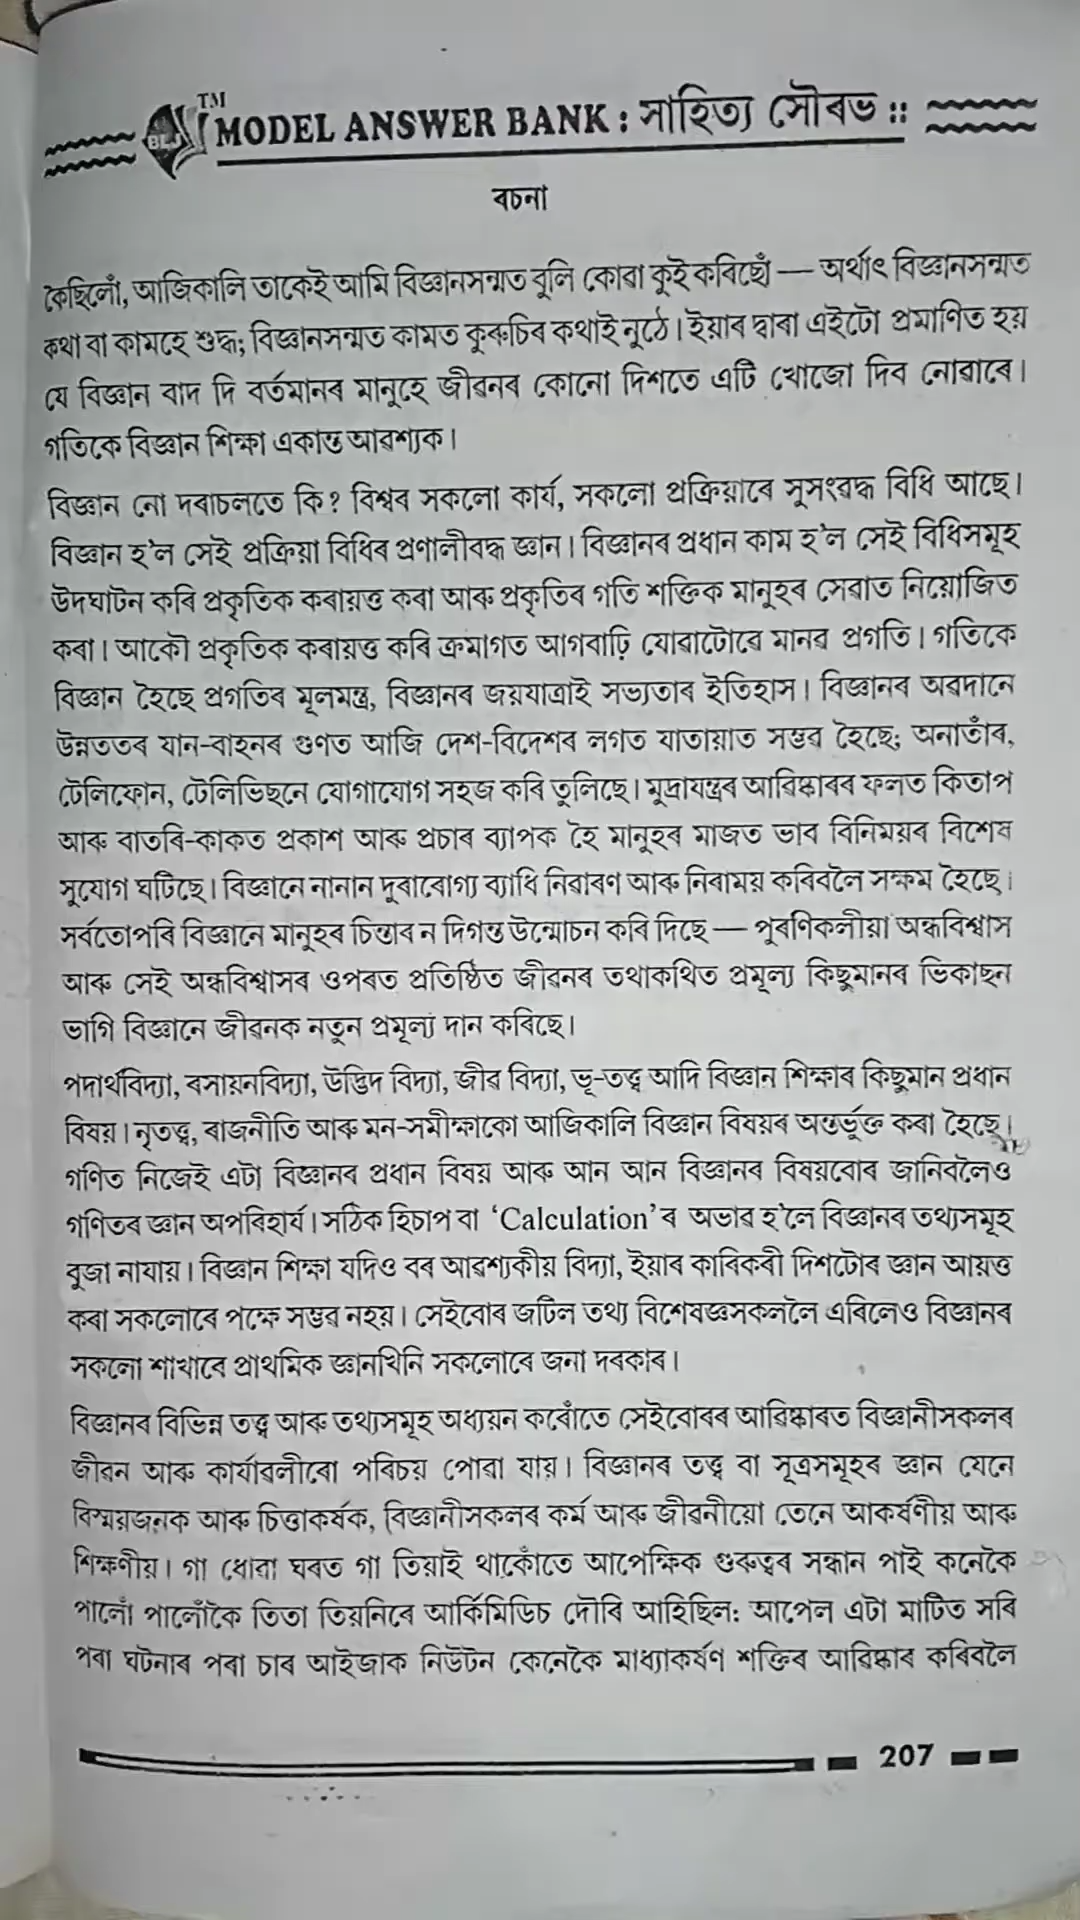 BLJ TM MODEL ANSWER BANK : সাহিত্য সৌৰভ ::
ৰচনা
কৈছিলোঁ, আজিকালি তাকেই আমি বিজ্ঞানসন্মত বুলি কোৱা কুই কৰিছোঁ — অৰ্থাৎ বিজ্ঞানসন্মত
কথা বা কামহে শুদ্ধ; বিজ্ঞানসন্মত কামত কুৰুচিৰ কথাই নুঠে। ইয়াৰ দ্বাৰা এইটো প্ৰমাণিত হয়
যে বিজ্ঞান বাদ দি বৰ্তমানৰ মানুহে জীৱনৰ কোনো দিশতে এটি খোজো দিব নোৱাৰে।
গতিকে বিজ্ঞান শিক্ষা একান্ত আৱশ্যক।
বিজ্ঞান নো দৰাচলতে কি? বিশ্বৰ সকলো কাৰ্য, সকলো প্ৰক্ৰিয়াৰে সুসংৱদ্ধ বিধি আছে।
বিজ্ঞান হ'ল সেই প্ৰক্ৰিয়া বিধিৰ প্ৰণালীবদ্ধ জ্ঞান। বিজ্ঞানৰ প্ৰধান কাম হ'ল সেই বিধিসমূহ
উদঘাটন কৰি প্ৰকৃতিক কৰায়ত্ত কৰা আৰু প্ৰকৃতিৰ গতি শক্তিক মানুহৰ সেৱাত নিয়োজিত
কৰা। আকৌ প্ৰকৃতিক কৰায়ত্ত কৰি ক্ৰমাগত আগবাঢ়ি যোৱাটোৱে মানৱ প্ৰগতি। গতিকে
বিজ্ঞান হৈছে প্ৰগতিৰ মূলমন্ত্ৰ, বিজ্ঞানৰ জয়যাত্ৰাই সভ্যতাৰ ইতিহাস। বিজ্ঞানৰ অৱদানে
উন্নততৰ যান-বাহনৰ গুণত আজি দেশ-বিদেশৰ লগত যাতায়াত সম্ভৱ হৈছে; অনাতাঁৰ,
টেলিফোন, টেলিভিছনে যোগাযোগ সহজ কৰি তুলিছে। মুদ্ৰাযন্ত্ৰৰ আৱিষ্কাৰৰ ফলত কিতাপ
আৰু বাতৰি-কাকত প্ৰকাশ আৰু প্ৰচাৰ ব্যাপক হৈ মানুহৰ মাজত ভাব বিনিময়ৰ বিশেষ
সুযোগ ঘটিছে। বিজ্ঞানে নানান দুৰাৰোগ্য ব্যাধি নিৱাৰণ আৰু নিৰাময় কৰিবলৈ সক্ষম হৈছে।
সৰ্বতোপৰি বিজ্ঞানে মানুহৰ চিন্তাৰ ন দিগন্ত উন্মোচন কৰি দিছে — পুৰণিকলীয়া অন্ধবিশ্বাস
আৰু সেই অন্ধবিশ্বাসৰ ওপৰত প্ৰতিষ্ঠিত জীৱনৰ তথাকথিত প্ৰমূল্য কিছুমানৰ ভিকাছন
ভাগি বিজ্ঞানে জীৱনক নতুন প্ৰমূল্য দান কৰিছে।
পদাৰ্থবিদ্যা, ৰসায়নবিদ্যা, উদ্ভিদ বিদ্যা, জীৱ বিদ্যা, ভূ-তত্ত্ব আদি বিজ্ঞান শিক্ষাৰ কিছুমান প্ৰধান
বিষয়। নৃতত্ত্ব, ৰাজনীতি আৰু মন-সমীক্ষাকো আজিকালি বিজ্ঞান বিষয়ৰ অন্তৰ্ভুক্ত কৰা হৈছে।
গণিত নিজেই এটা বিজ্ঞানৰ প্ৰধান বিষয় আৰু আন আন বিজ্ঞানৰ বিষয়বোৰ জানিবলৈও
গণিতৰ জ্ঞান অপৰিহাৰ্য। সঠিক হিচাপ বা ‘Calculation’ৰ অভাৱ হ'লে বিজ্ঞানৰ তথ্যসমূহ
বুজা নাযায়। বিজ্ঞান শিক্ষা যদিও বৰ আৱশ্যকীয় বিদ্যা, ইয়াৰ কাৰিকৰী দিশটোৰ জ্ঞান আয়ত্ত
কৰা সকলোৰে পক্ষে সম্ভৱ নহয়। সেইবোৰ জটিল তথ্য বিশেষজ্ঞসকললৈ এৰিলেও বিজ্ঞানৰ
সকলো শাখাৰে প্ৰাথমিক জ্ঞানখিনি সকলোৰে জনা দৰকাৰ।
বিজ্ঞানৰ বিভিন্ন তত্ত্ব আৰু তথ্যসমূহ অধ্যয়ন কৰোঁতে সেইবোৰৰ আৱিষ্কাৰত বিজ্ঞানীসকলৰ
জীৱন আৰু কাৰ্যাৱলীৰো পৰিচয় পোৱা যায়। বিজ্ঞানৰ তত্ত্ব বা সূত্ৰসমূহৰ জ্ঞান যেনে
বিস্ময়জনক আৰু চিত্তাকৰ্ষক, বিজ্ঞানীসকলৰ কৰ্ম আৰু জীৱনীয়ো তেনে আকৰ্ষণীয় আৰু
শিক্ষণীয়। গা ধোৱা ঘৰত গা তিয়াই থাকোঁতে আপেক্ষিক গুৰুত্বৰ সন্ধান পাই কেনেকৈ
পালোঁ পালোঁকৈ তিতা তিয়নিৰে আৰ্কিমিডিচ দৌৰি আহিছিল: আপেল এটা মাটিত সৰি
পৰা ঘটনাৰ পৰা চাৰ আইজাক নিউটন কেনেকৈ মাধ্যাকৰ্ষণ শক্তিৰ আৱিষ্কাৰ কৰিবলৈ
207